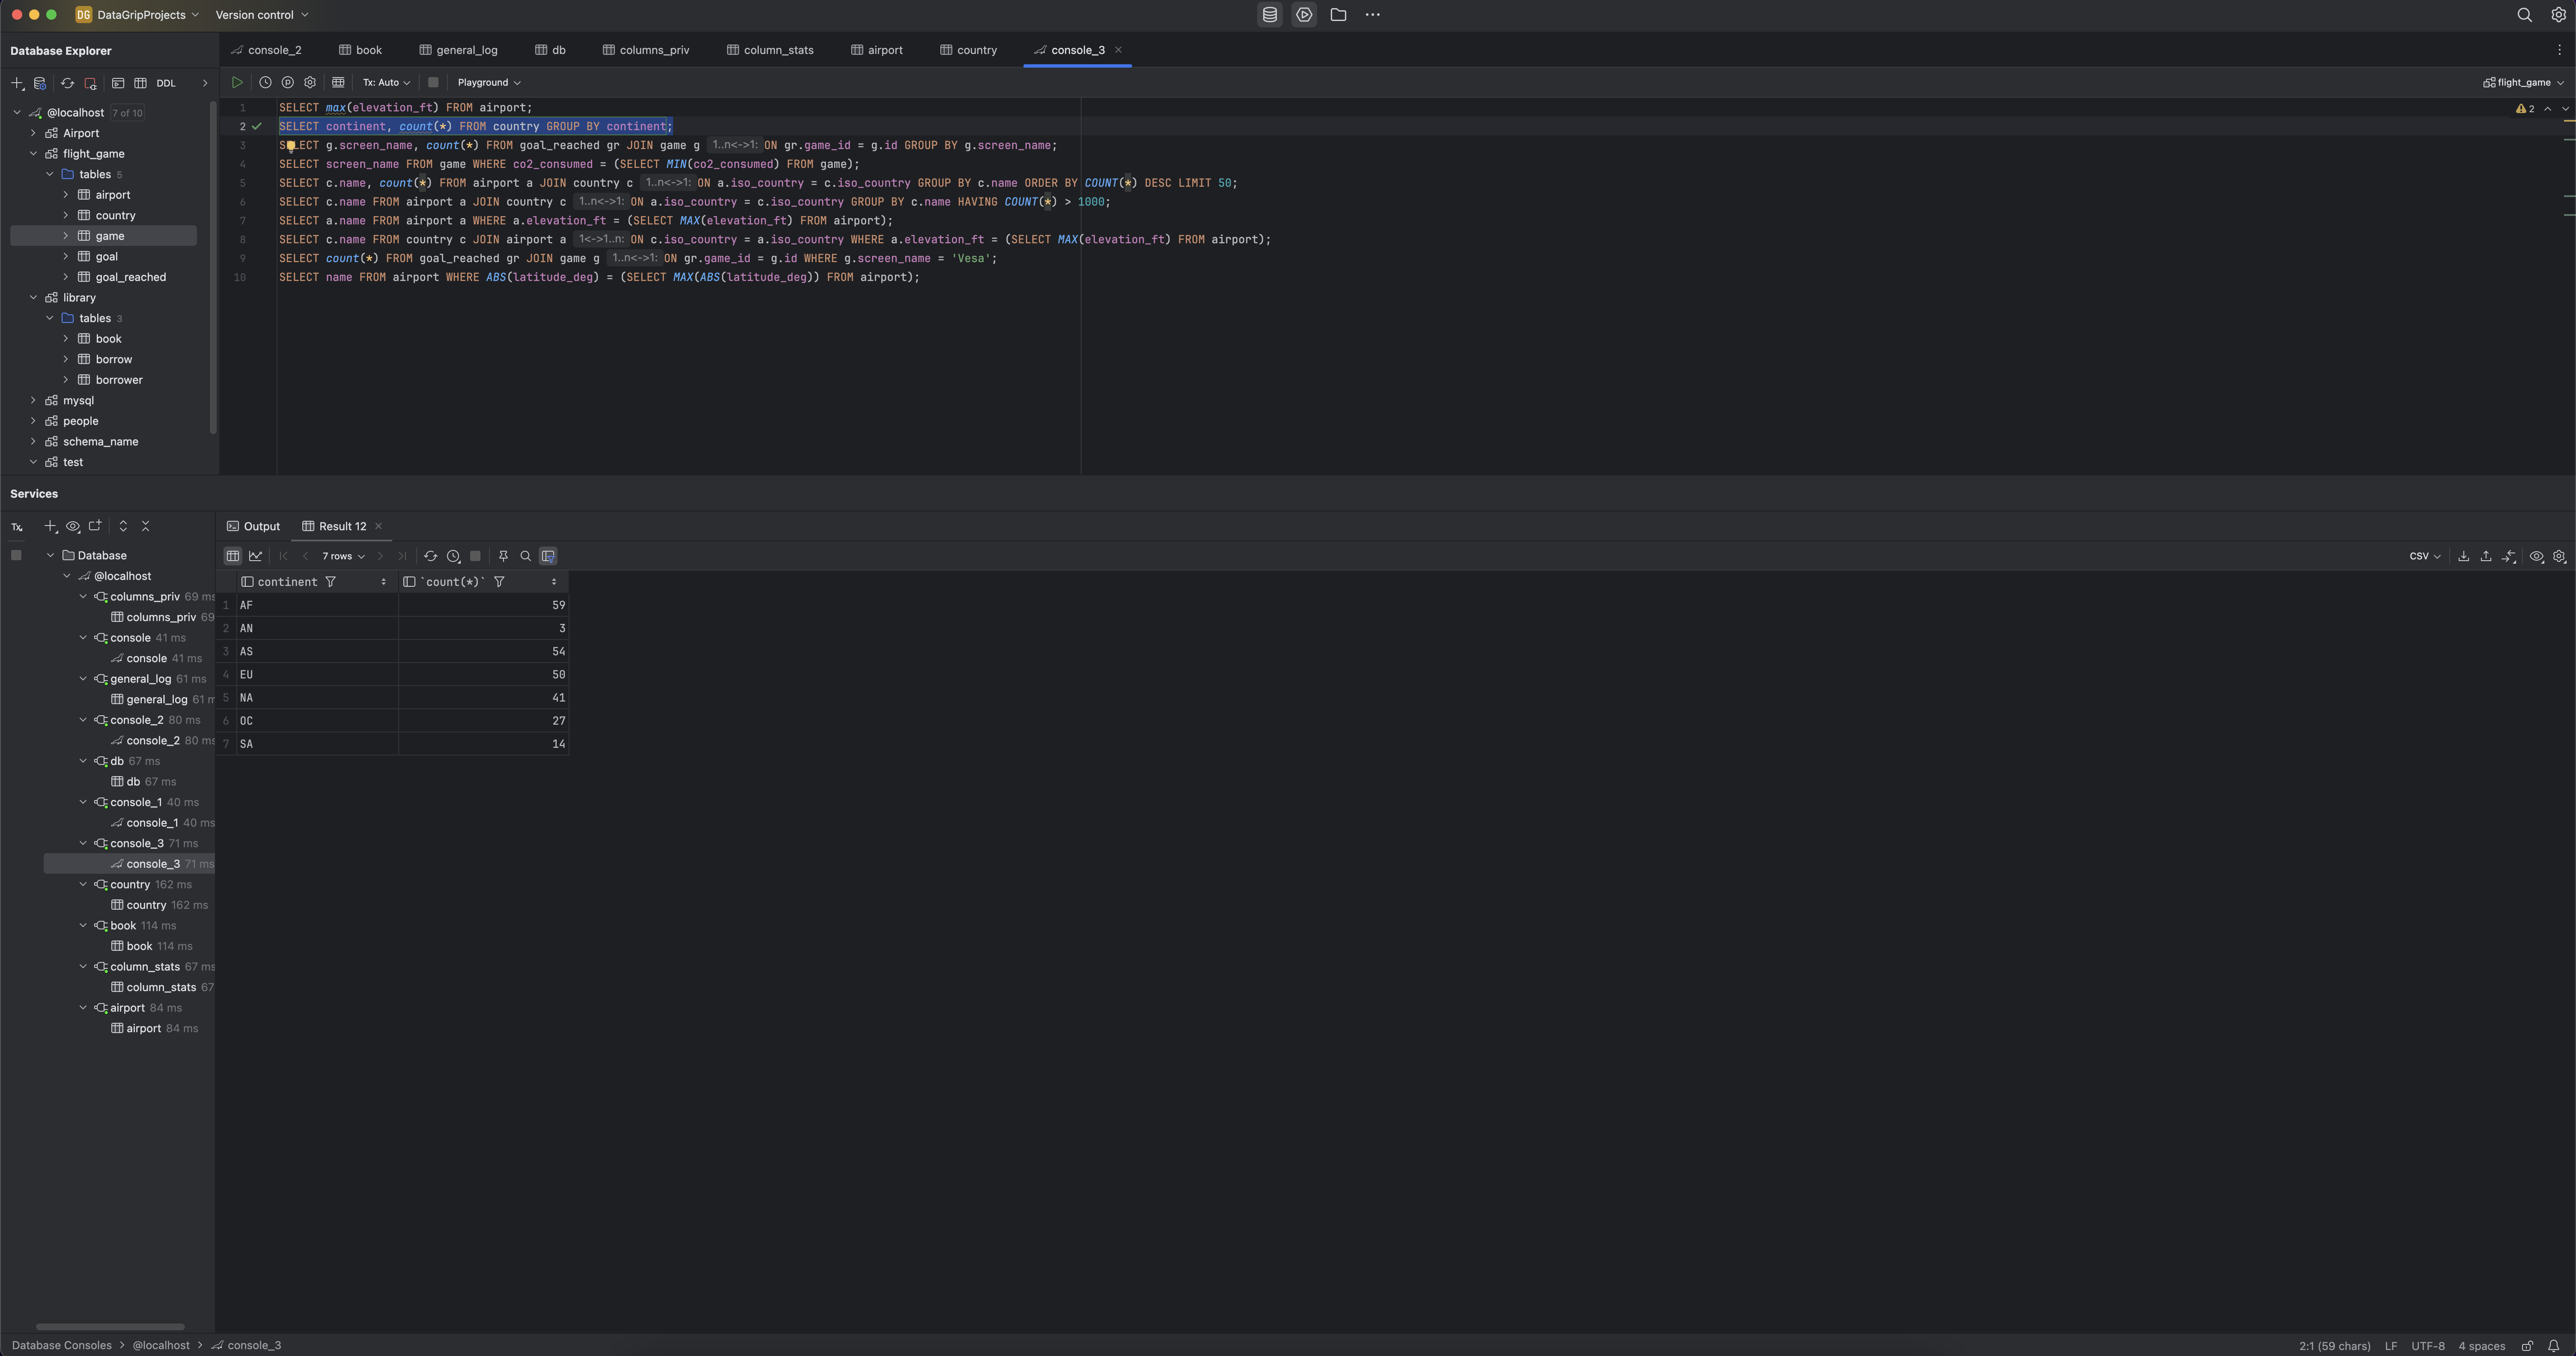 DG DataGripProjects Version control
Database Explorer
console_2 book general_log db columns_priv column_stats airport country console_3
DDL
Tx: Auto Playground flight_game
@localhost 7 of 10
Airport
flight_game
tables 5
airport
country
game
goal
goal_reached
library
tables 3
book
borrow
borrower
mysql
people
schema_name
test
2
1 SELECT max(elevation_ft) FROM airport;
2 SELECT continent, count(*) FROM country GROUP BY continent;
3 SELECT g.screen_name, count(*) FROM goal_reached gr JOIN game g 1..n<->1: ON gr.game_id = g.id GROUP BY g.screen_name;
4 SELECT screen_name FROM game WHERE co2_consumed = (SELECT MIN(co2_consumed) FROM game);
5 SELECT c.name, count(*) FROM airport a JOIN country c 1..n<->1: ON a.iso_country = c.iso_country GROUP BY c.name ORDER BY COUNT(*) DESC LIMIT 50;
6 SELECT c.name FROM airport a JOIN country c 1..n<->1: ON a.iso_country = c.iso_country GROUP BY c.name HAVING COUNT(*) > 1000;
7 SELECT a.name FROM airport a WHERE a.elevation_ft = (SELECT MAX(elevation_ft) FROM airport);
8 SELECT c.name FROM country c JOIN airport a 1<->1..n: ON c.iso_country = a.iso_country WHERE a.elevation_ft = (SELECT MAX(elevation_ft) FROM airport);
9 SELECT count(*) FROM goal_reached gr JOIN game g 1..n<->1: ON gr.game_id = g.id WHERE g.screen_name = 'Vesa';
10 SELECT name FROM airport WHERE ABS(latitude_deg) = (SELECT MAX(ABS(latitude_deg)) FROM airport);
Services
Tx
Database
@localhost
columns_priv 69 ms
columns_priv 69
console 41 ms
console 41 ms
general_log 61 ms
general_log 61 m
console_2 80 ms
console_2 80 ms
db 67 ms
db 67 ms
console_1 40 ms
console_1 40 ms
console_3 71 ms
console_3 71 ms
country 162 ms
country 162 ms
book 114 ms
book 114 ms
column_stats 67 ms
column_stats 67
airport 84 ms
airport 84 ms
Output Result 12
7 rows CSV
continent `count(*)`
1 AF 59
2 AN 3
3 AS 54
4 EU 50
5 NA 41
6 OC 27
7 SA 14
Database Consoles > @localhost > console_3 2:1 (59 chars) LF UTF-8 4 spaces